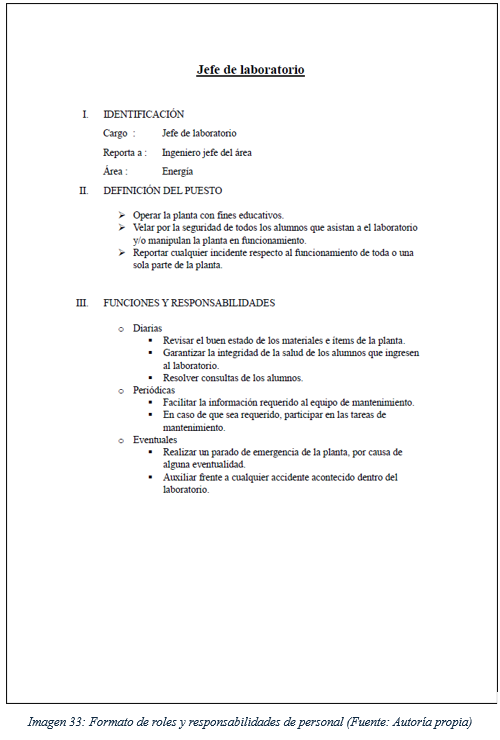 Jefe de laboratorio
I. IDENTIFICACIÓN
Cargo : Jefe de laboratorio
Reporta a : Ingeniero jefe del área
Área : Energía
II. DEFINICIÓN DEL PUESTO
➢ Operar la planta con fines educativos.
➢ Velar por la seguridad de todos los alumnos que asistan a el laboratorio
y/o manipulan la planta en funcionamiento.
➢ Reportar cualquier incidente respecto al funcionamiento de toda o una
sola parte de la planta.
III. FUNCIONES Y RESPONSABILIDADES
o Diarias
▪ Revisar el buen estado de los materiales e ítems de la planta.
▪ Garantizar la integridad de la salud de los alumnos que ingresen
al laboratorio.
▪ Resolver consultas de los alumnos.
o Periódicas
▪ Facilitar la información requerido al equipo de mantenimiento.
▪ En caso de que sea requerido, participar en las tareas de
mantenimiento.
o Eventuales
▪ Realizar un parado de emergencia de la planta, por causa de
alguna eventualidad.
▪ Auxiliar frente a cualquier accidente acontecido dentro del
laboratorio.
Imagen 33: Formato de roles y responsabilidades de personal (Fuente: Autoría propia)